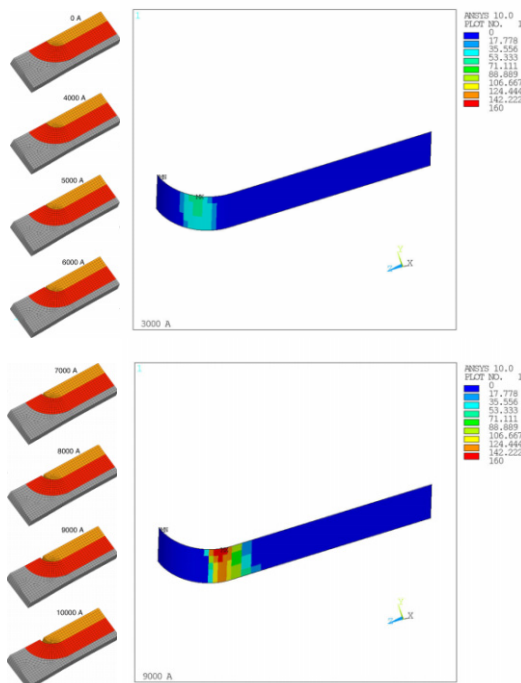 0 A
4000 A
5000 A
6000 A
1
3000 A
ANSYS 10.0
PLOT NO. 1
0
17.778
35.556
53.333
71.111
88.889
106.667
124.444
142.222
160
Y
Z
X
7000 A
8000 A
9000 A
10000 A
1
9000 A
ANSYS 10.0
PLOT NO. 1
0
17.778
35.556
53.333
71.111
88.889
106.667
124.444
142.222
160
Y
Z
X